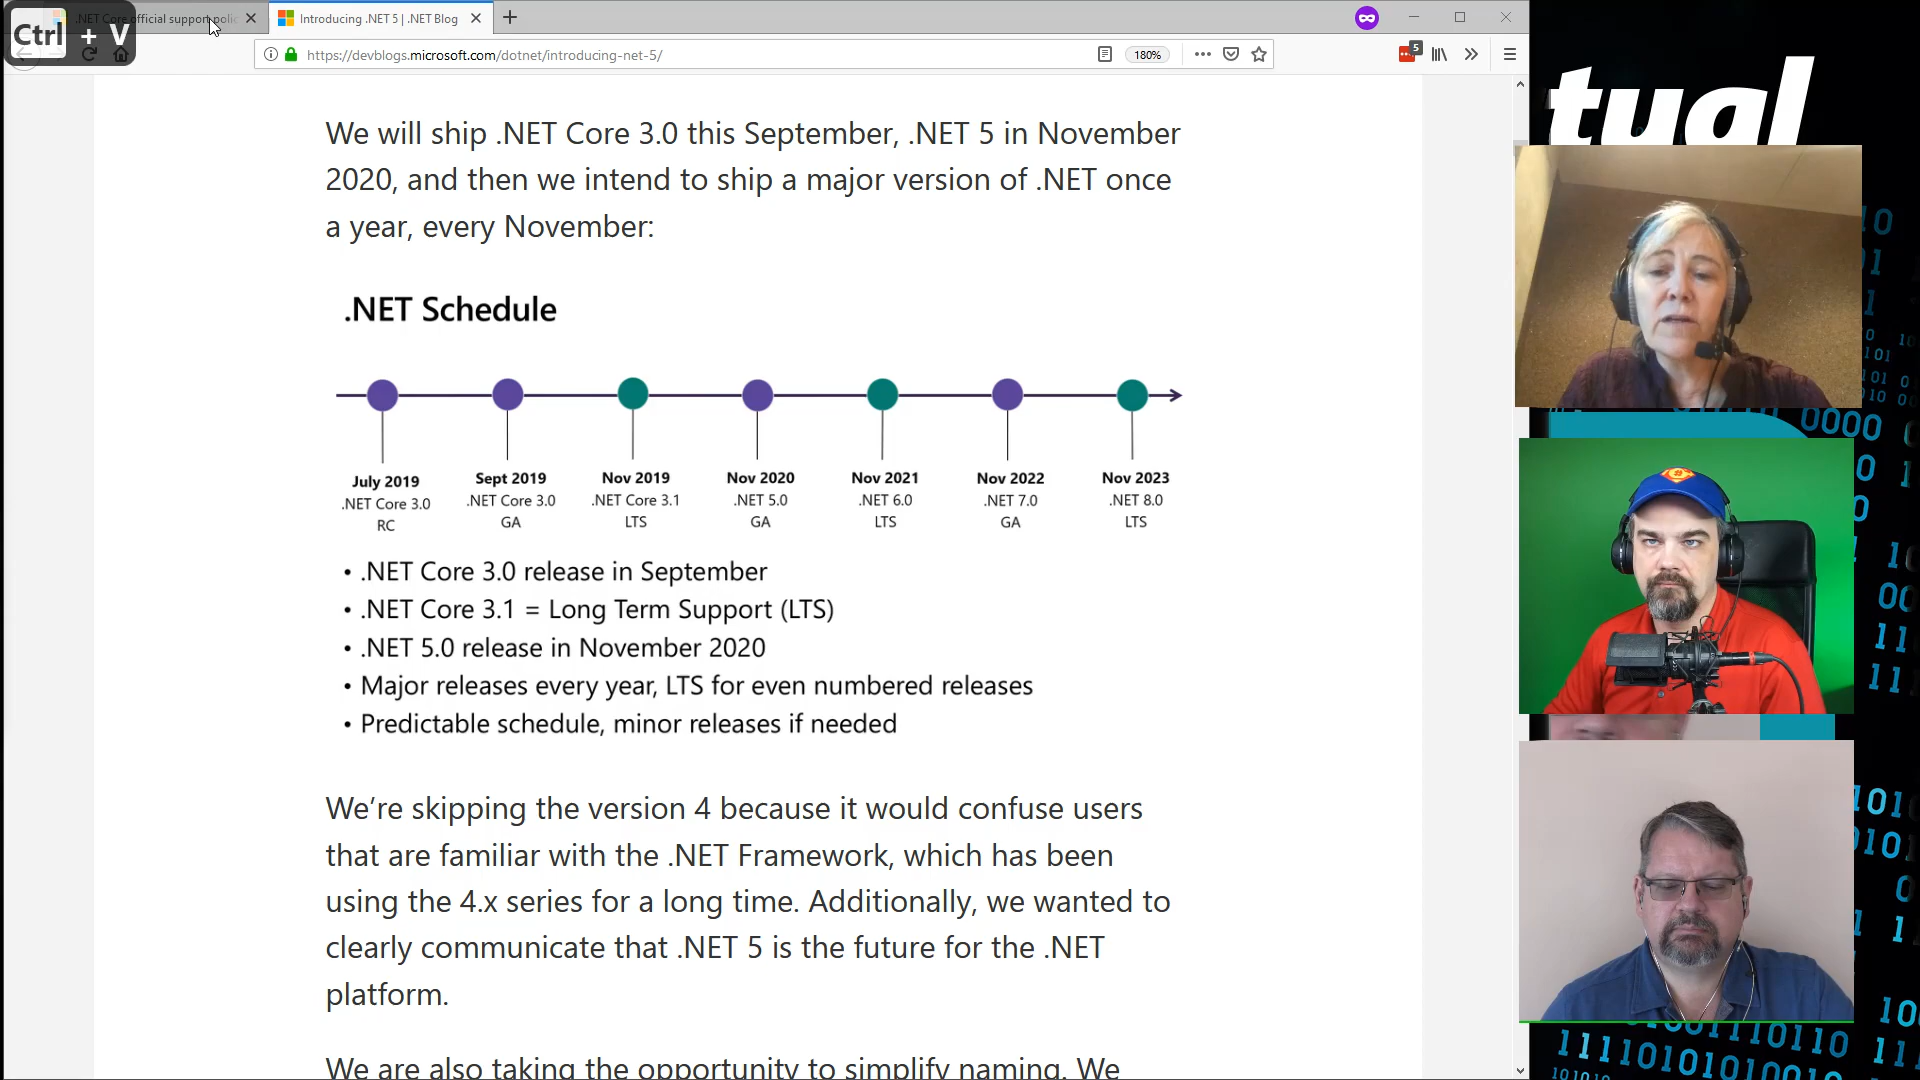 Ctrl + V
.NET Core official support polic
Introducing .NET 5 | .NET Blog
https://devblogs.microsoft.com/dotnet/introducing-net-5/
180%
5
We will ship .NET Core 3.0 this September, .NET 5 in November
2020, and then we intend to ship a major version of .NET once
a year, every November:
.NET Schedule
July 2019
.NET Core 3.0
RC
Sept 2019
.NET Core 3.0
GA
Nov 2019
.NET Core 3.1
LTS
Nov 2020
.NET 5.0
GA
Nov 2021
.NET 6.0
LTS
Nov 2022
.NET 7.0
GA
Nov 2023
.NET 8.0
LTS
• .NET Core 3.0 release in September
• .NET Core 3.1 = Long Term Support (LTS)
• .NET 5.0 release in November 2020
• Major releases every year, LTS for even numbered releases
• Predictable schedule, minor releases if needed
We’re skipping the version 4 because it would confuse users
that are familiar with the .NET Framework, which has been
using the 4.x series for a long time. Additionally, we wanted to
clearly communicate that .NET 5 is the future for the .NET
platform.
We are also taking the opportunity to simplify naming. We
tual